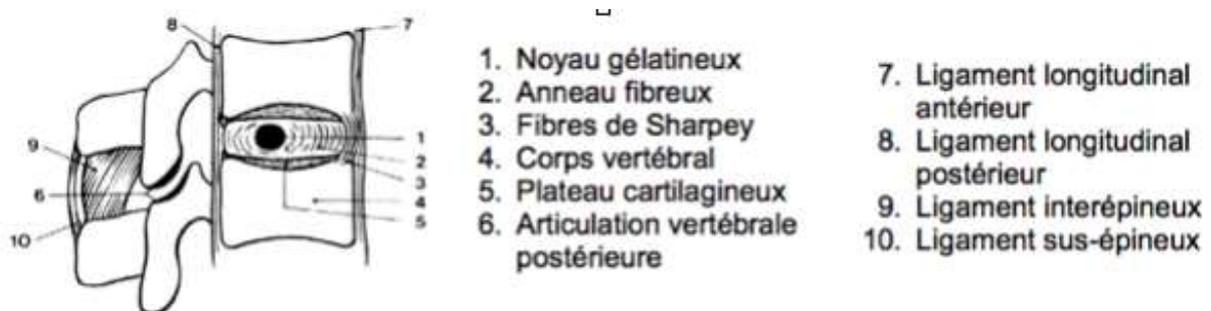 8
7
9
6
10
1
2
3
4
5
1. Noyau gélatineux
2. Anneau fibreux
3. Fibres de Sharpey
4. Corps vertébral
5. Plateau cartilagineux
6. Articulation vertébrale
postérieure
7. Ligament longitudinal
antérieur
8. Ligament longitudinal
postérieur
9. Ligament interépineux
10. Ligament sus-épineux